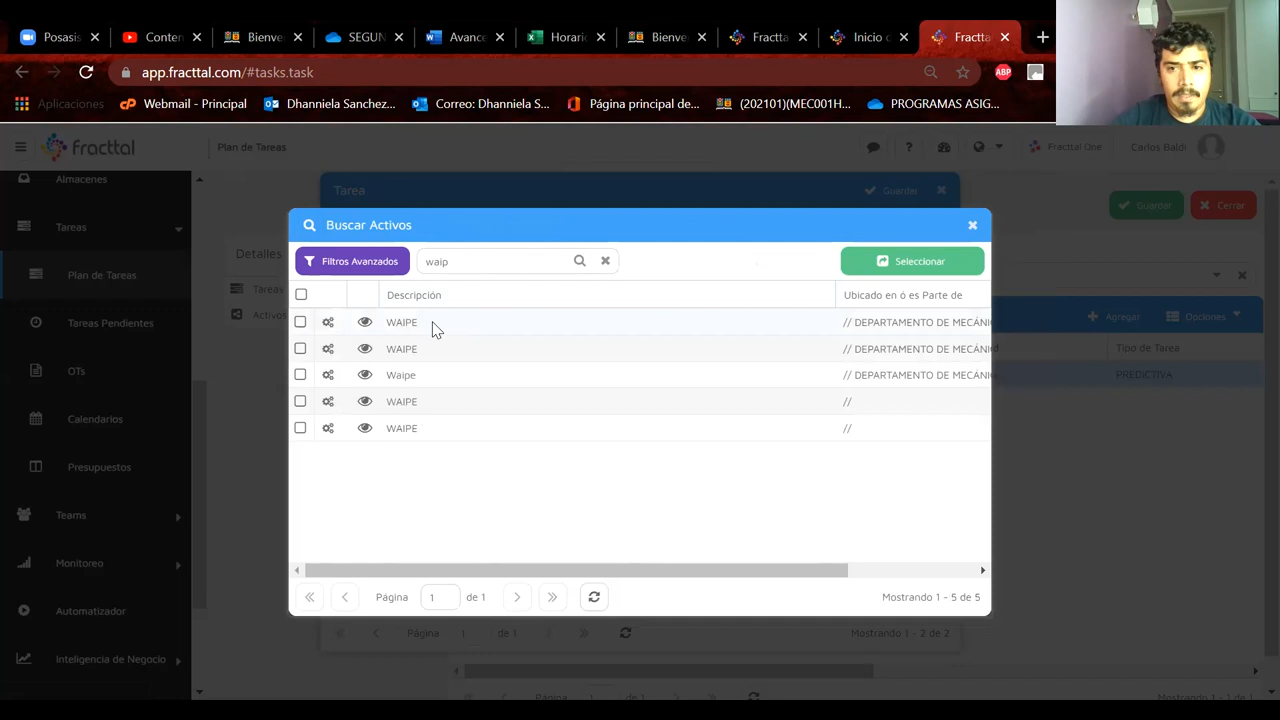 Posasis
Conten
Bienve
SEGUN
Avance
Horario
Bienve
Fractta
Inicio c
Fractta
app.fracttal.com/#tasks.task
ABP
Aplicaciones
Webmail - Principal
Dhanniela Sanchez...
Correo: Dhanniela S...
Página principal de...
(202101)(MEC001H...
PROGRAMAS ASIG...
fracttal
Plan de Tareas
Fracttal One
Carlos Baldi
Almacenes
Tareas
Plan de Tareas
Tareas Pendientes
OTs
Calendarios
Presupuestos
Teams
Monitoreo
Automatizador
Inteligencia de Negocio
Tarea
Guardar
Guardar
Cerrar
Detalles
Tareas
Activos
Buscar Activos
Filtros Avanzados
waip
Seleccionar
Descripción
Ubicado en ó es Parte de
WAIPE
// DEPARTAMENTO DE MECÁNI
WAIPE
// DEPARTAMENTO DE MECÁNI
Waipe
// DEPARTAMENTO DE MECÁNI
WAIPE
//
WAIPE
//
Agregar
Opciones
Tipo de Tarea
PREDICTIVA
Página
1
de 1
Mostrando 1 - 5 de 5
Página
1
de 1
Mostrando 1 - 2 de 2